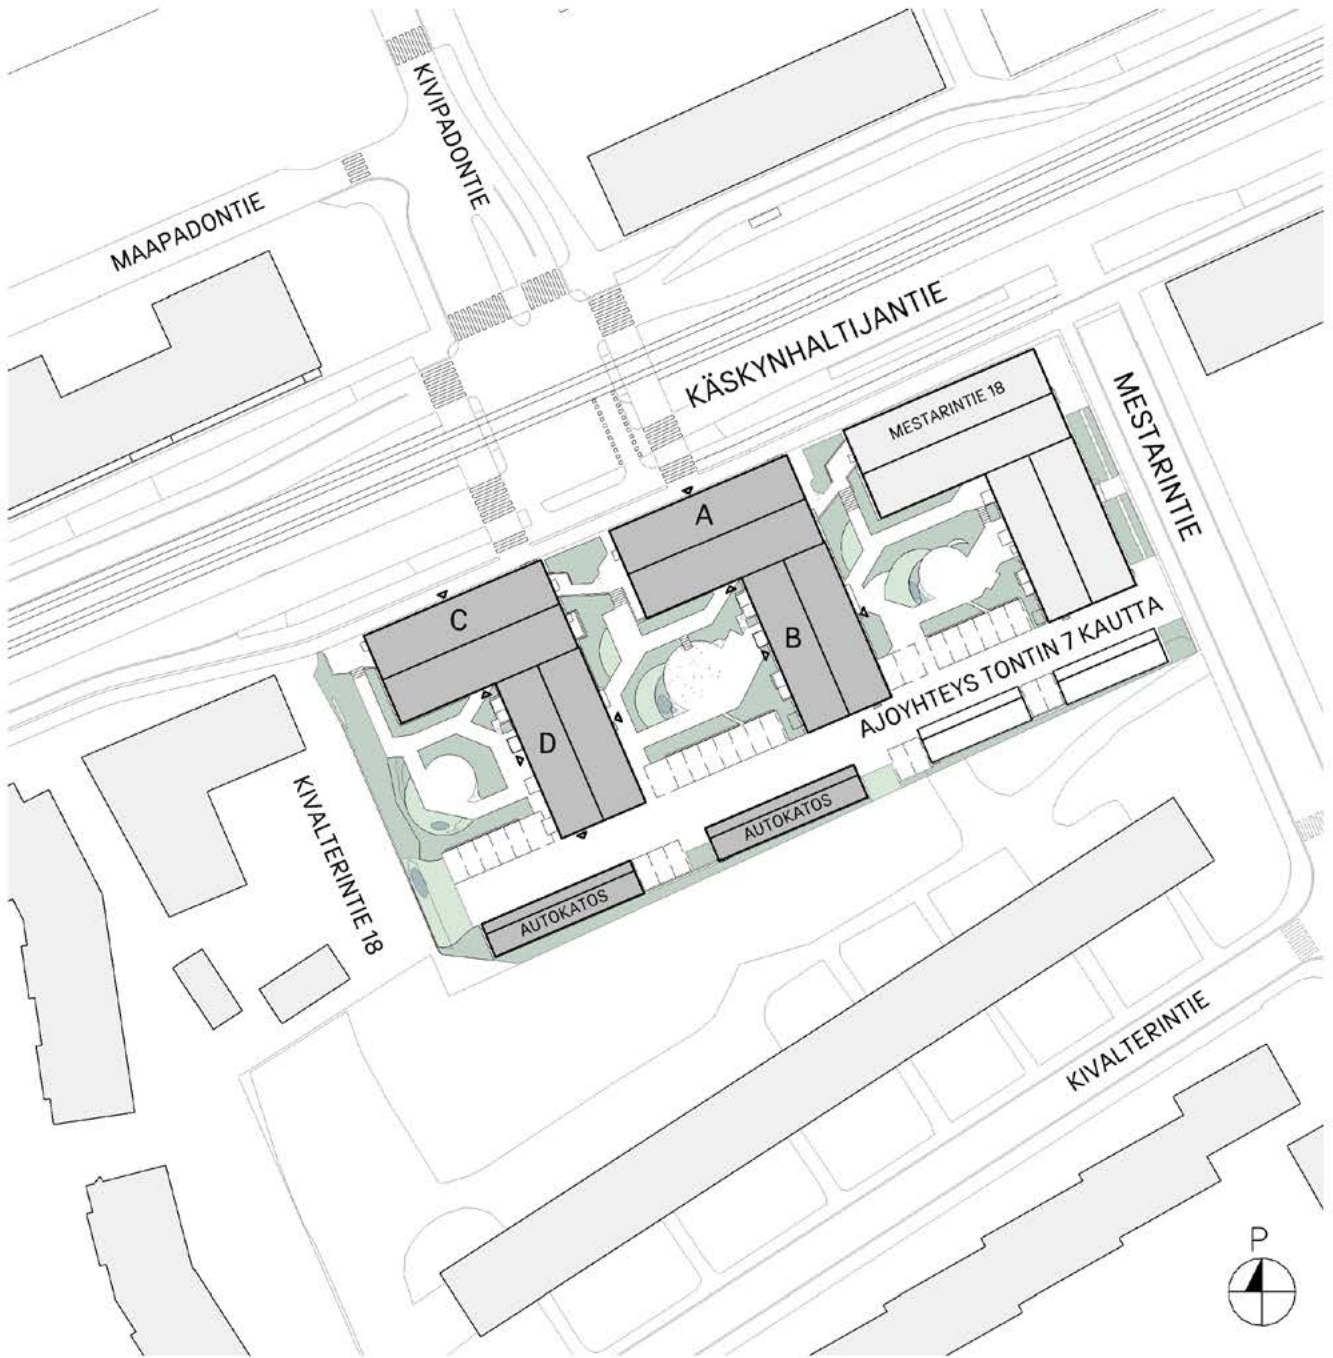 KIVIPADONTIE
MAAPADONTIE
KÄSKYNHALTIJANTIE
MESTARINTIE 18
MESTARINTIE
A
C
B
D
AJOYHTEYS TONTIN 7 KAUTTA
AUTOKATOS
AUTOKATOS
KIVALTERINTIE 18
KIVALTERINTIE
P